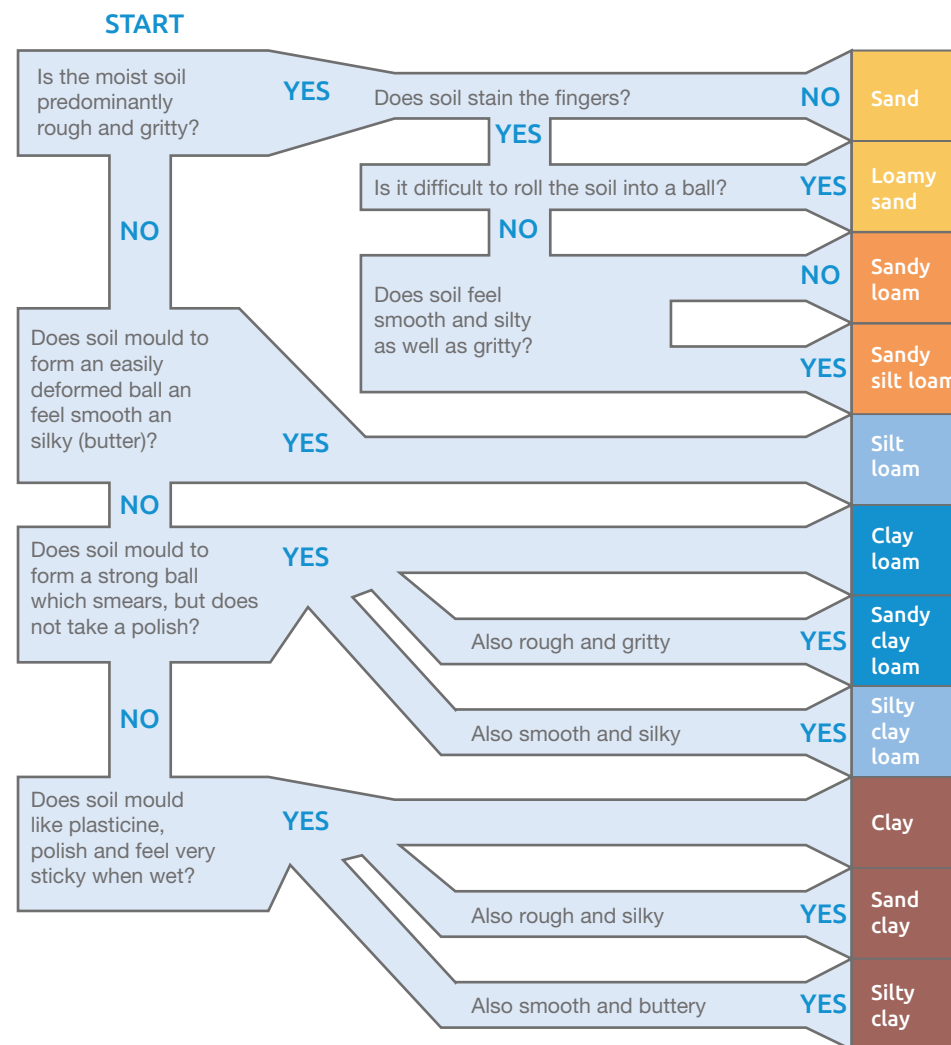 START
Is the moist soil
predominantly
rough and gritty?
YES
Does soil stain the fingers?
NO
Sand
YES
Is it difficult to roll the soil into a ball?
YES
Loamy
sand
NO
NO
Does soil feel
smooth and silty
as well as gritty?
NO
Sandy
loam
YES
Sandy
silt loam
Does soil mould to
form an easily
deformed ball an
feel smooth an
silky (butter)?
YES
Silt
loam
NO
Does soil mould to
form a strong ball
which smears, but does
not take a polish?
YES
Clay
loam
Also rough and gritty
YES
Sandy
clay
loam
Also smooth and silky
YES
Silty
clay
loam
NO
Does soil mould
like plasticine,
polish and feel very
sticky when wet?
YES
Clay
Also rough and silky
YES
Sand
clay
Also smooth and buttery
YES
Silty
clay